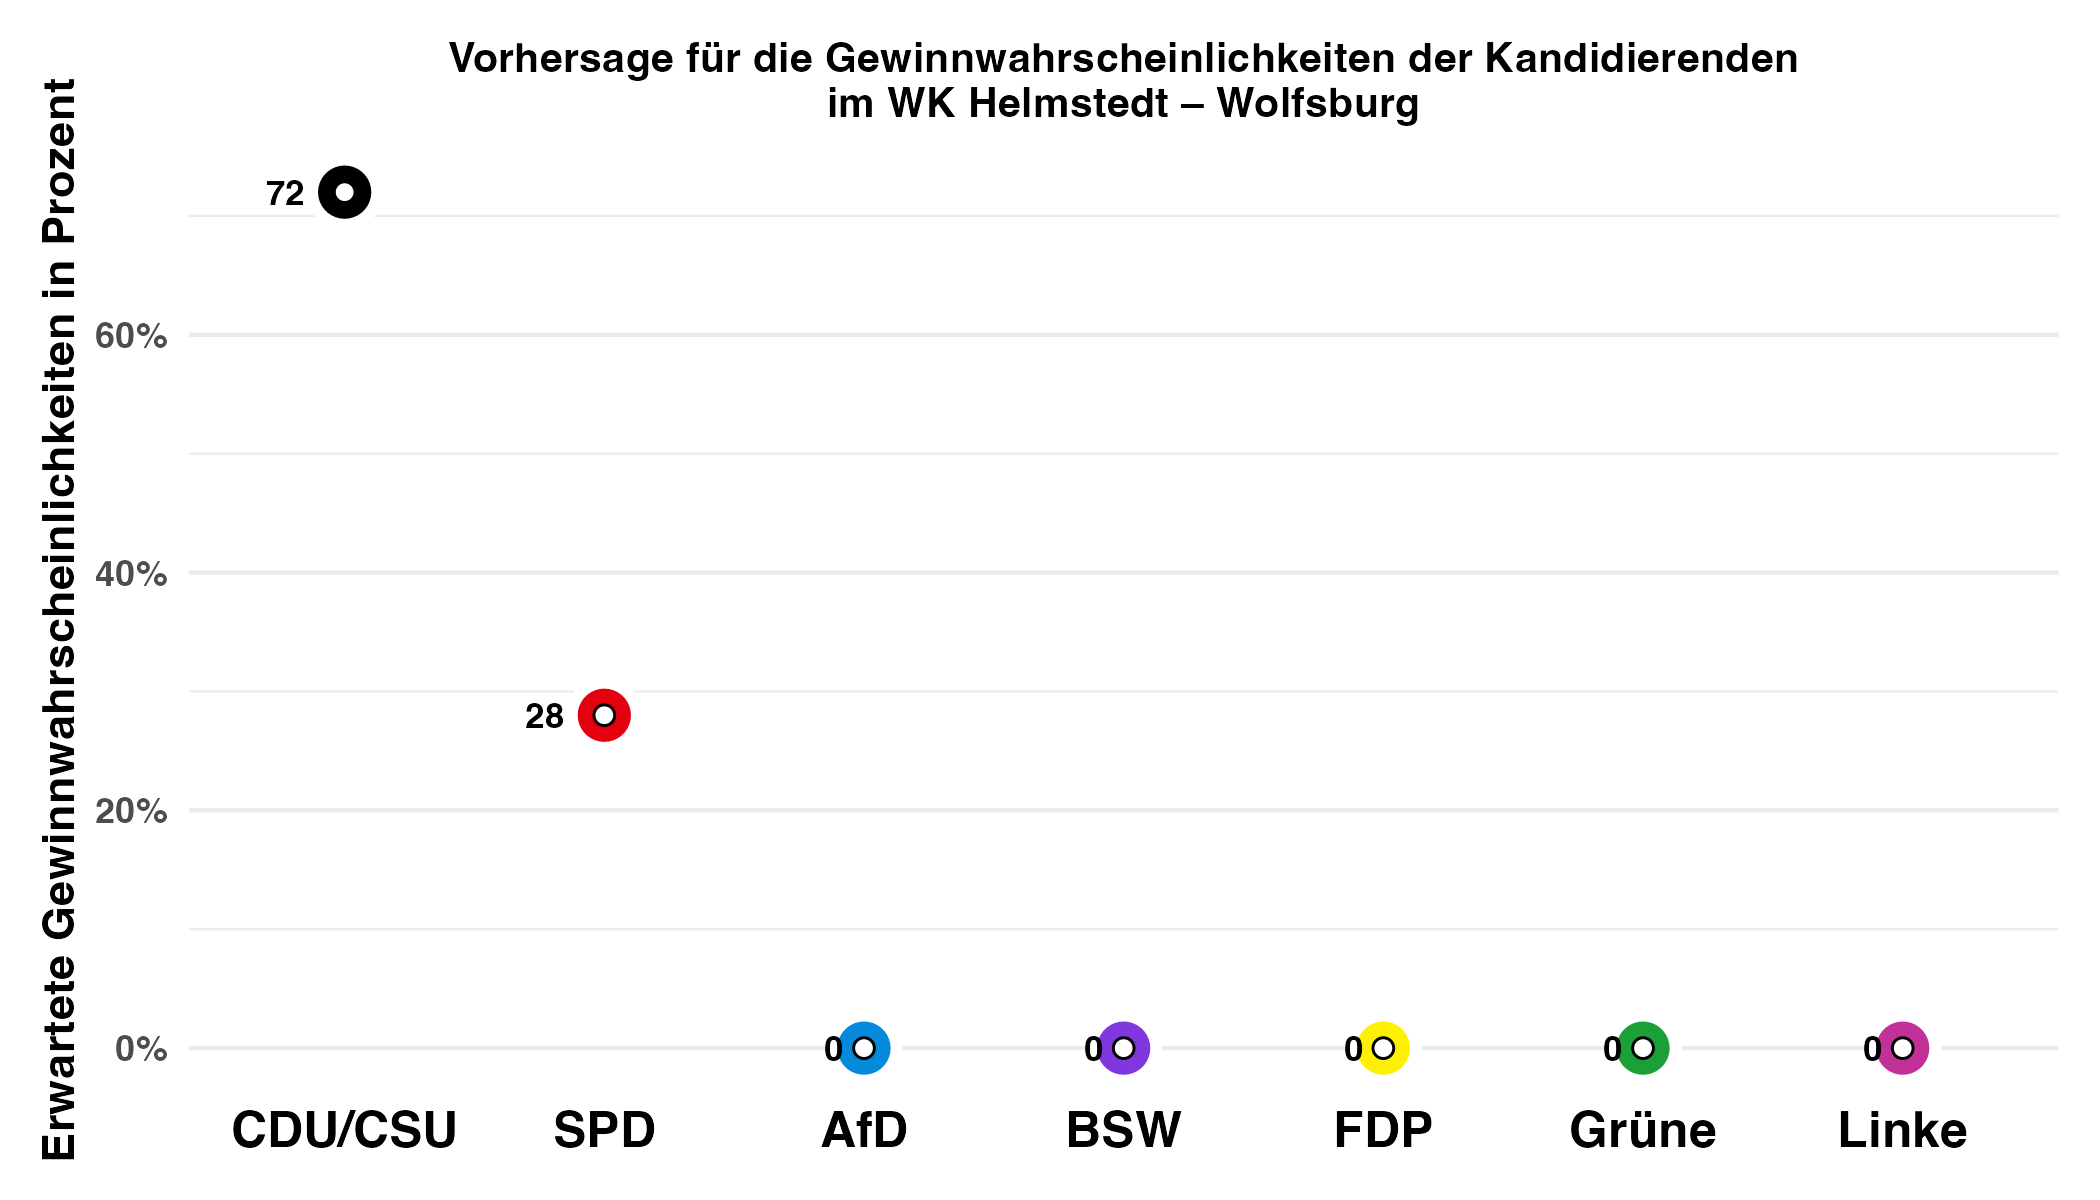 Vorhersage für die Gewinnwahrscheinlichkeiten der Kandidierenden
im WK Helmstedt – Wolfsburg
Erwartete Gewinnwahrscheinlichkeiten in Prozent
60%
40%
20%
0%
72
28
0
0
0
0
0
CDU/CSU
SPD
AfD
BSW
FDP
Grüne
Linke